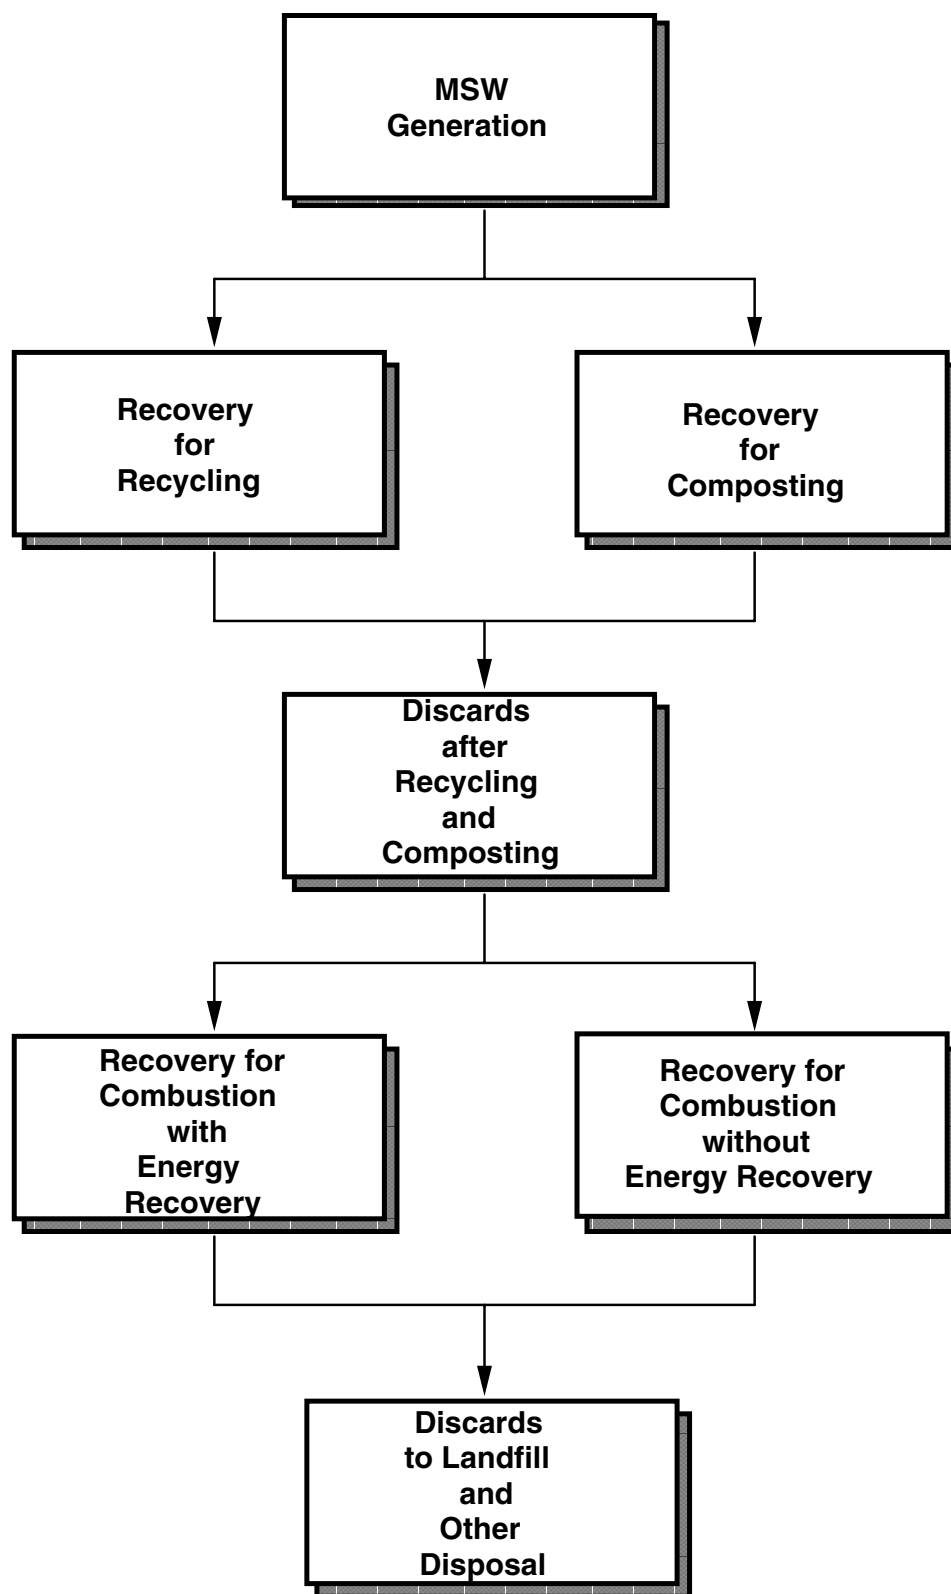 MSW
Generation
Recovery
for
Recycling
Recovery
for
Composting
Discards
after
Recycling
and
Composting
Recovery for
Combustion
with
Energy
Recovery
Recovery for
Combustion
without
Energy Recovery
Discards
to Landfill
and
Other
Disposal